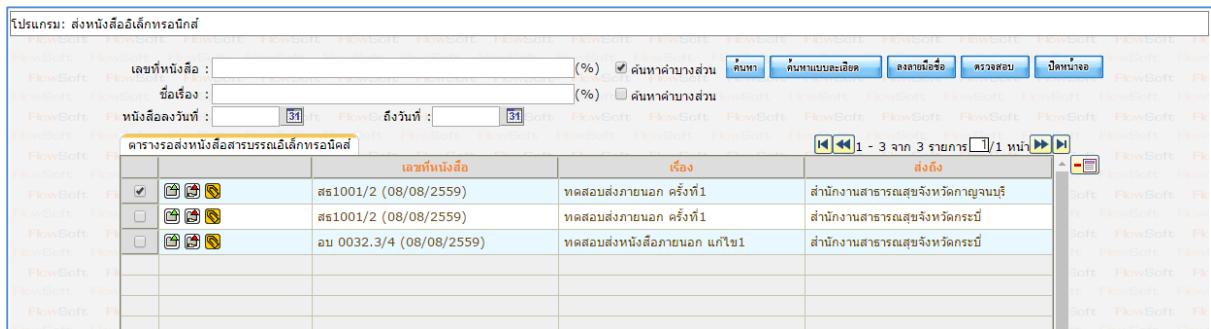 โปรแกรม: ส่งหนังสืออิเล็กทรอนิกส์
เลขที่หนังสือ : (%) ค้นหาคำบางส่วน ค้นหา ค้นหาแบบละเอียด ลงลายมือชื่อ ตรวจสอบ ปิดหน้าจอ
ชื่อเรื่อง : (%) ค้นหาคำบางส่วน
หนังสือลงวันที่ : 31 ถึงวันที่ : 31
ตารางรอส่งหนังสือสารบรรณอิเล็กทรอนิคส์ 1 - 3 จาก 3 รายการ 1/1 หน้า
เลขที่หนังสือ เรื่อง ส่งถึง
สธ1001/2 (08/08/2559) ทดสอบส่งภายนอก ครั้งที่1 สำนักงานสาธารณสุขจังหวัดกาญจนบุรี
สธ1001/2 (08/08/2559) ทดสอบส่งภายนอก ครั้งที่1 สำนักงานสาธารณสุขจังหวัดกระบี่
อบ 0032.3/4 (08/08/2559) ทดสอบส่งหนังสือภายนอก แก้ไข1 สำนักงานสาธารณสุขจังหวัดกระบี่
FlowSoft